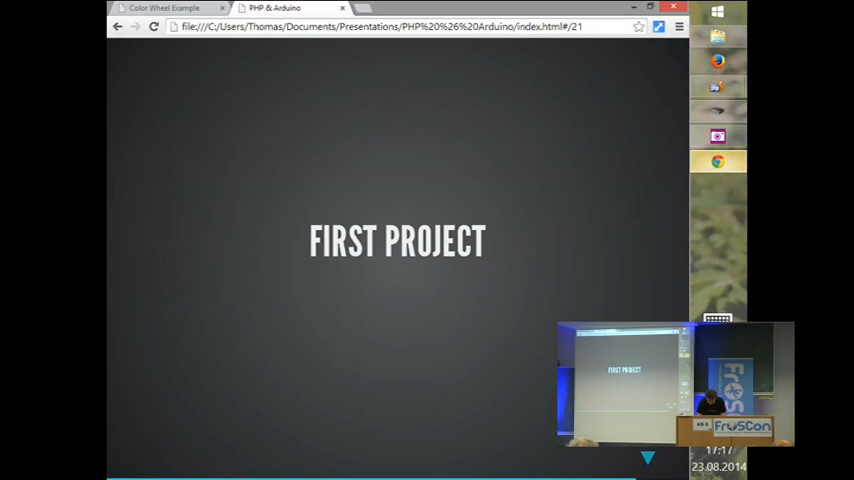 Color Wheel Example
PHP & Arduino
file:///C:/Users/Thomas/Documents/Presentations/PHP%20%26%20Arduino/index.html#/21
FIRST PROJECT
FIRST PROJECT
FrOSCon
FrOSCon
17:17
23.08.2014